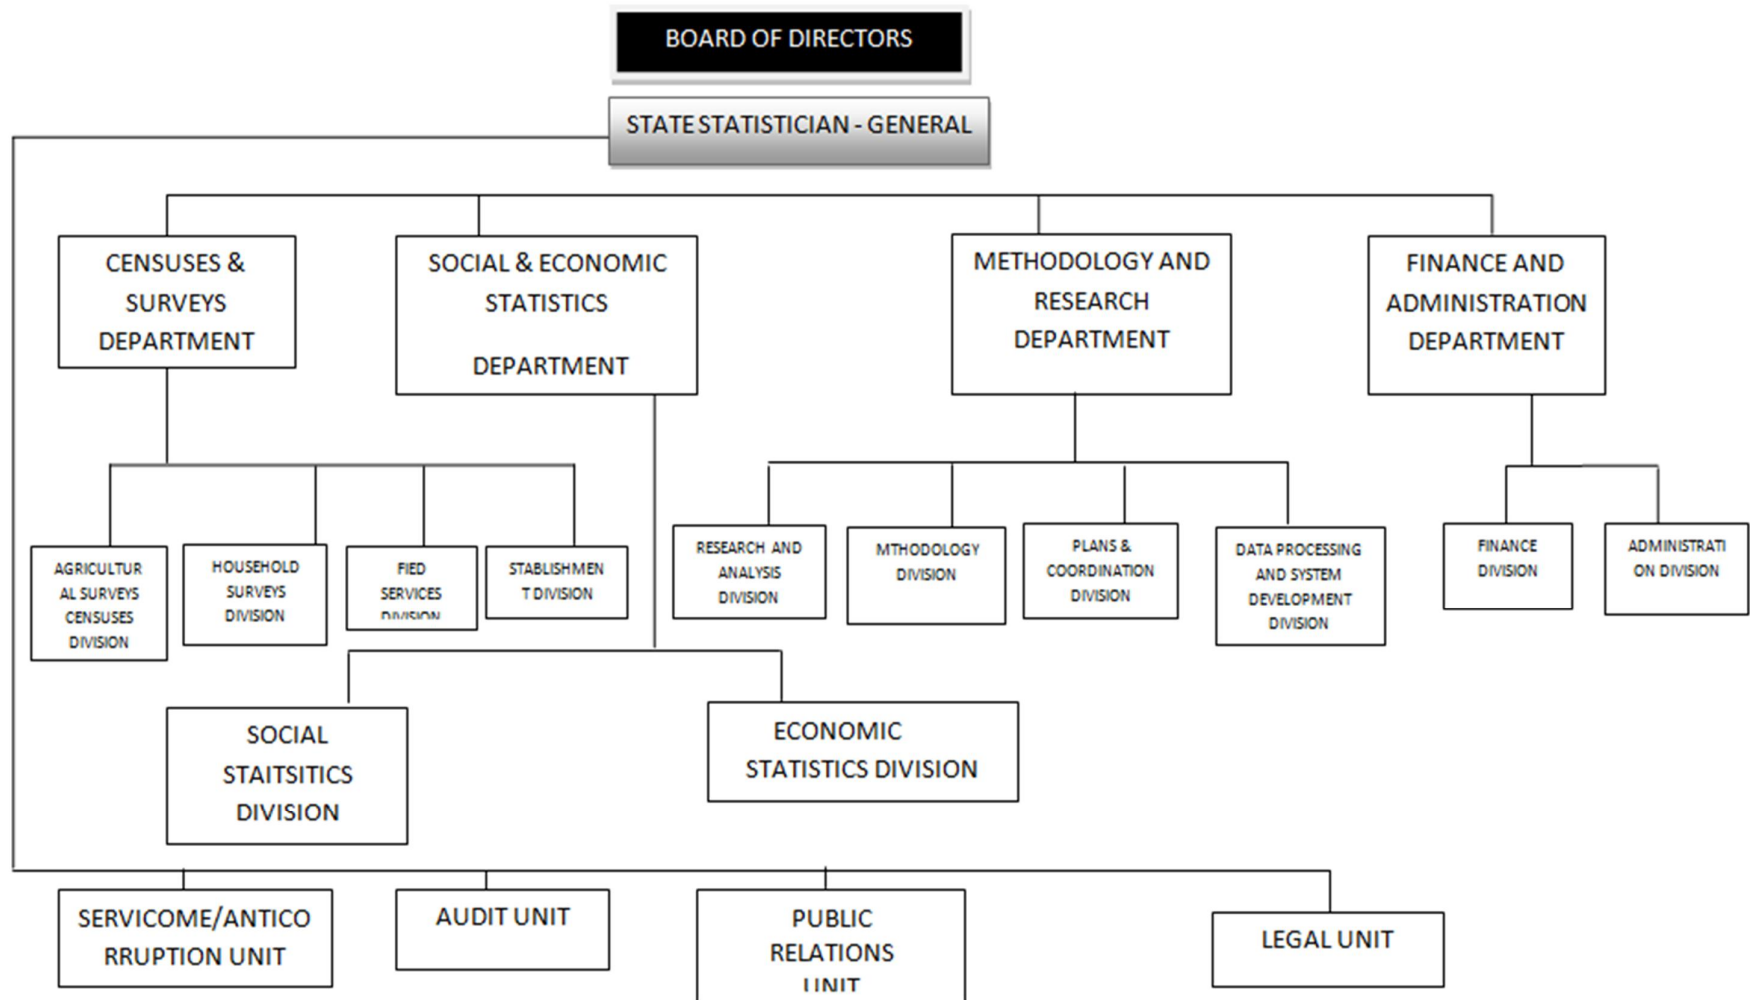 BOARD OF DIRECTORS
STATE STATISTICIAN - GENERAL
CENSUSES &
SURVEYS
DEPARTMENT
SOCIAL & ECONOMIC
STATISTICS
DEPARTMENT
METHODOLOGY AND
RESEARCH
DEPARTMENT
FINANCE AND
ADMINISTRATION
DEPARTMENT
AGRICULTUR
AL SURVEYS
CENSUSES
DIVISION
HOUSEHOLD
SURVEYS
DIVISION
FIED
SERVICES
DIVISION
STABLISHMEN
T DIVISION
RESEARCH AND
ANALYSIS
DIVISION
MTHODOLOGY
DIVISION
PLANS &
COORDINATION
DIVISION
DATA PROCESSING
AND SYSTEM
DEVELOPMENT
DIVISION
FINANCE
DIVISION
ADMINISTRATI
ON DIVISION
SOCIAL
STAITSITICS
DIVISION
ECONOMIC
STATISTICS DIVISION
SERVICOME/ANTICO
RRUPTION UNIT
AUDIT UNIT
PUBLIC
RELATIONS
UNIT
LEGAL UNIT